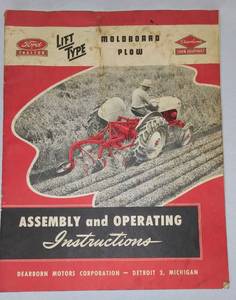 Ford
TRACTOR
LIFT
TYPE
MOLDBOARD
PLOW
Dearborn
FARM EQUIPMENT
ASSEMBLY and OPERATING
Instructions
DEARBORN MOTORS CORPORATION — DETROIT 3, MICHIGAN